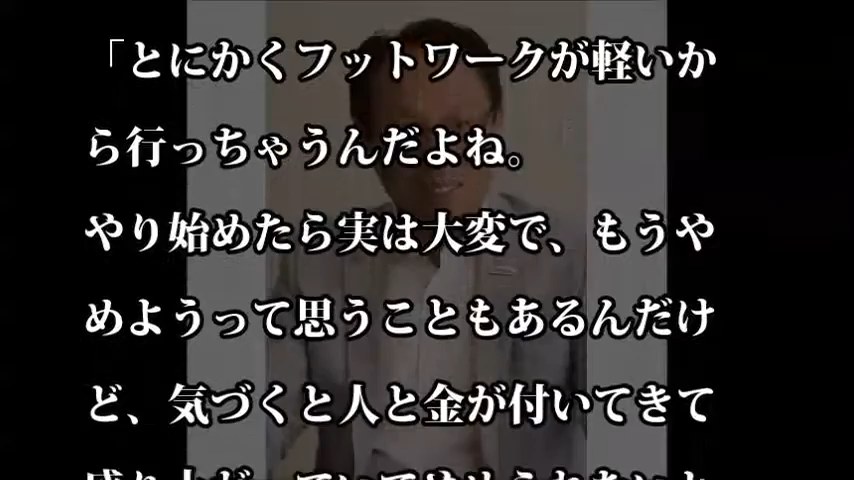 「とにかくフットワークが軽いか
ら行っちゃうんだよね。
やり始めたら実は大変で、もうや
めようって思うこともあるんだけ
ど、気づくと人と金が付いてきて